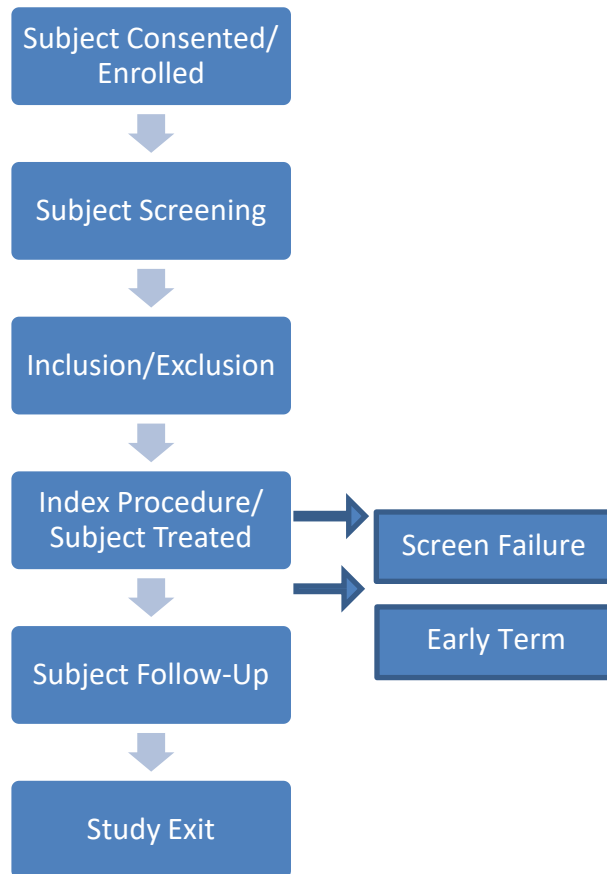 Subject Consented/
Enrolled
Subject Screening
Inclusion/Exclusion
Index Procedure/
Subject Treated
Screen Failure
Early Term
Subject Follow-Up
Study Exit